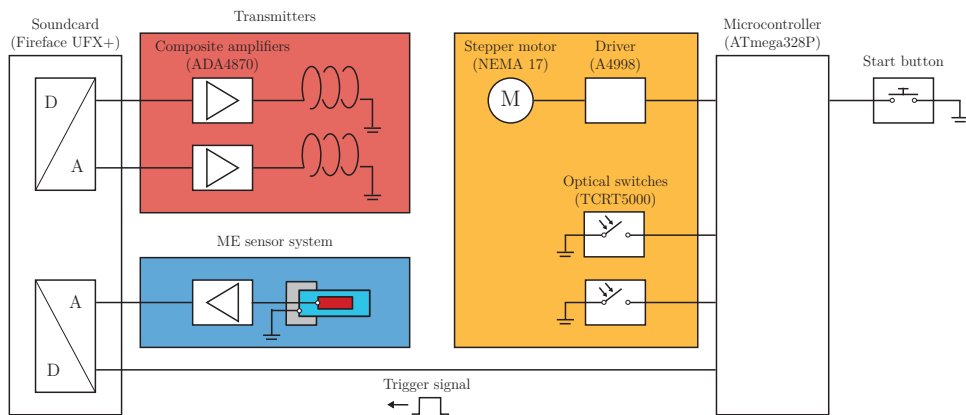 Soundcard
(Fireface UFX+)
D
A
A
D
Transmitters
Composite amplifiers
(ADA4870)
ME sensor system
Stepper motor
(NEMA 17)
M
Driver
(A4998)
Optical switches
(TCRT5000)
Microcontroller
(ATmega328P)
Start button
Trigger signal